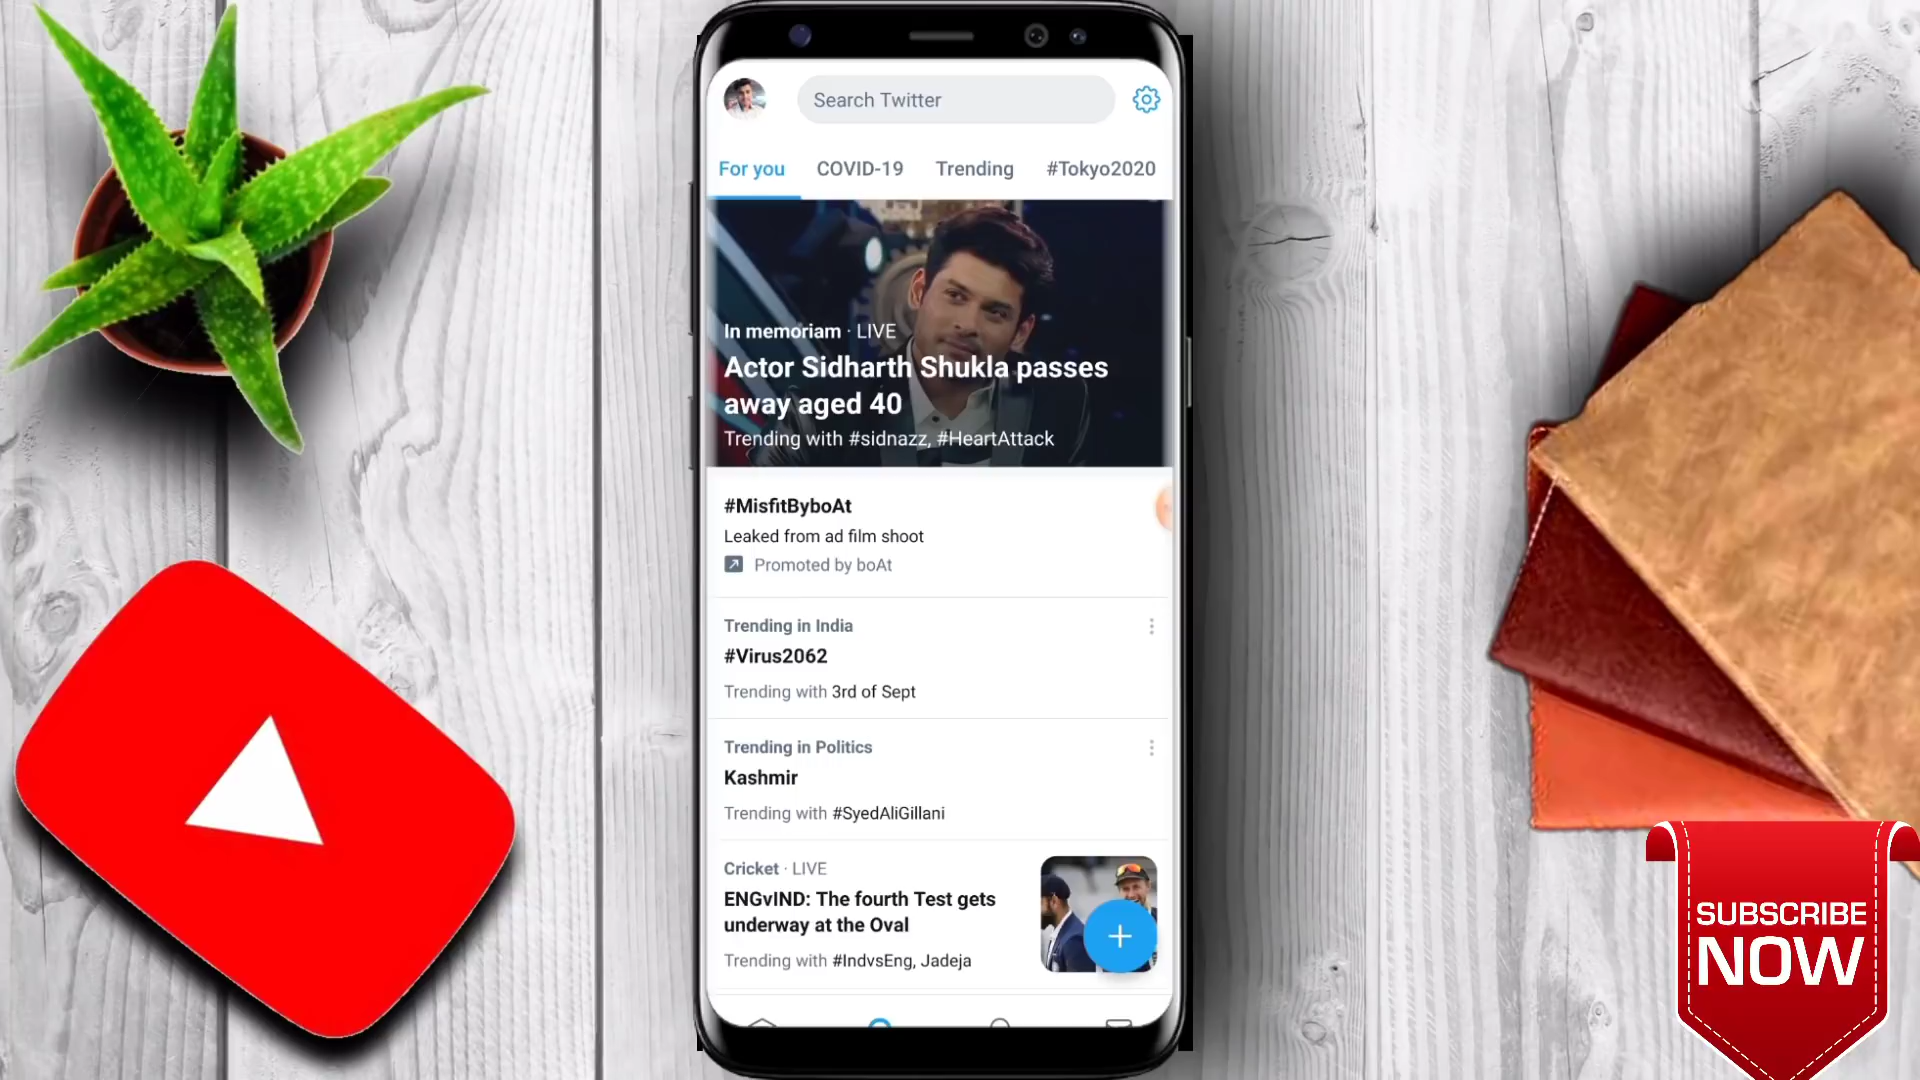 Search Twitter
For you COVID-19 Trending #Tokyo2020
In memoriam · LIVE
Actor Sidharth Shukla passes
away aged 40
Trending with #sidnazz, #HeartAttack
#MisfitByboAt
Leaked from ad film shoot
Promoted by boAt
Trending in India
#Virus2062
Trending with 3rd of Sept
Trending in Politics
Kashmir
Trending with #SyedAliGillani
Cricket · LIVE
ENGvIND: The fourth Test gets
underway at the Oval
Trending with #IndvsEng, Jadeja
SUBSCRIBE
NOW